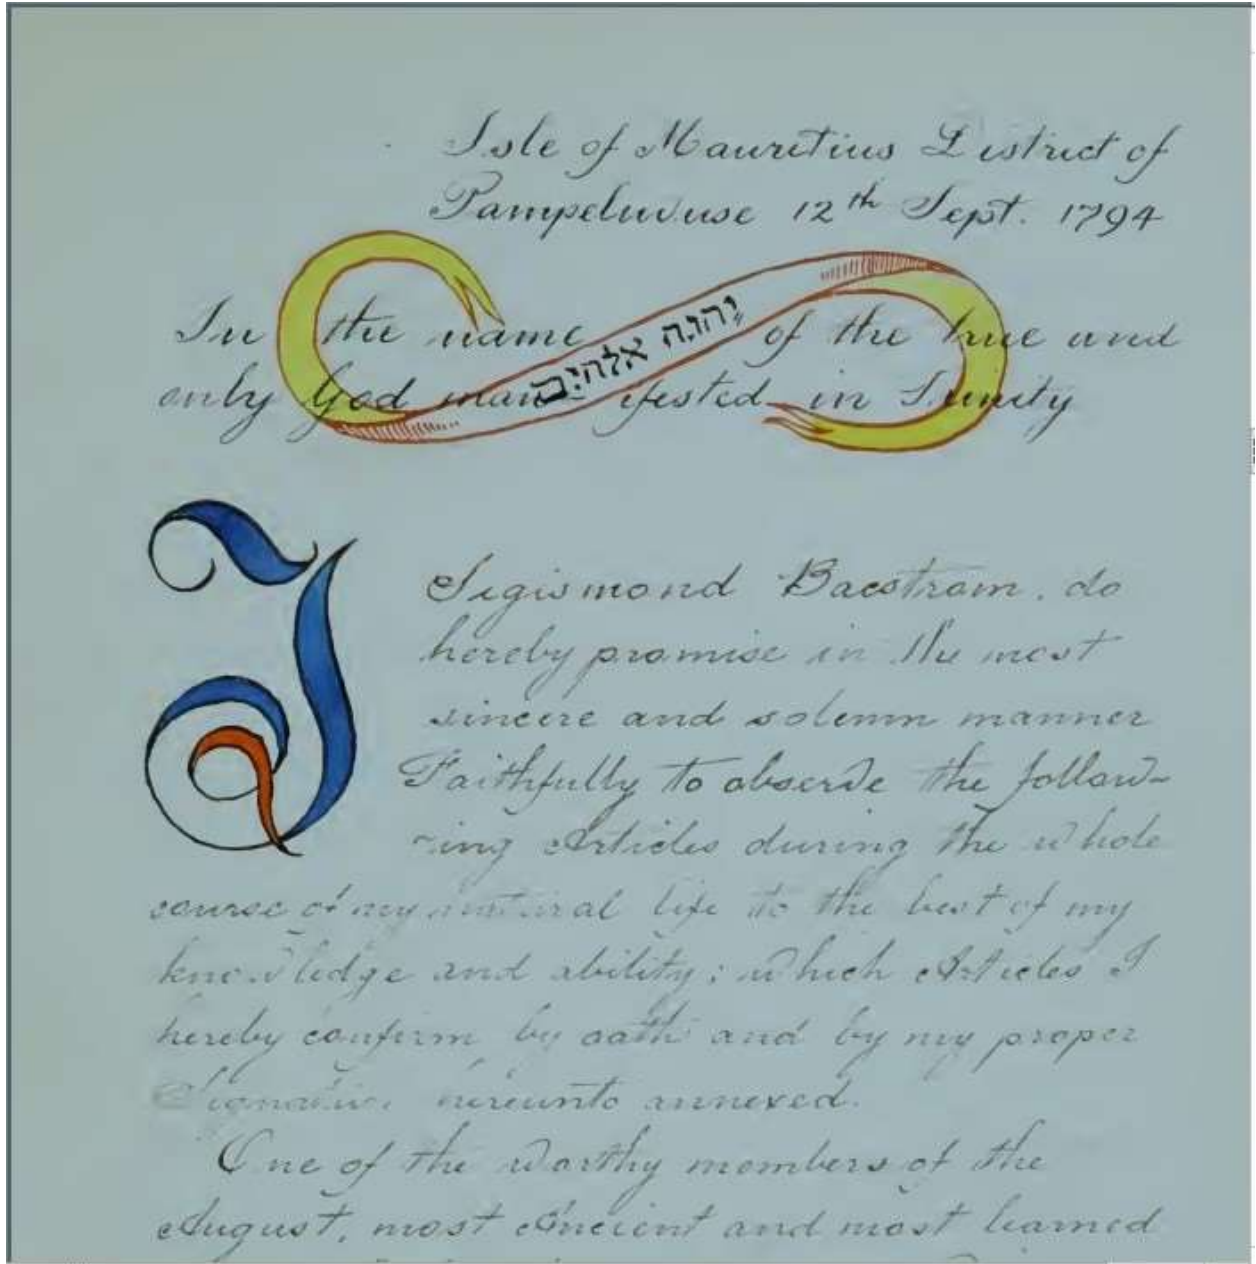 Isle of Mauritius District of
Pampeluvuse 12th Sept. 1794
In the name יהוה אלהים of the true and
only God manifested in Trinity
I Sigismond Bacstrom, do
hereby promise in the most
sincere and solemn manner
Faithfully to observe the follow-
ing Articles during the whole
course of my natural life to the best of my
knowledge and ability; which Articles I
hereby confirm by oath and by my proper
Signature hereunto annexed.
One of the worthy members of the
August, most Ancient and most learned